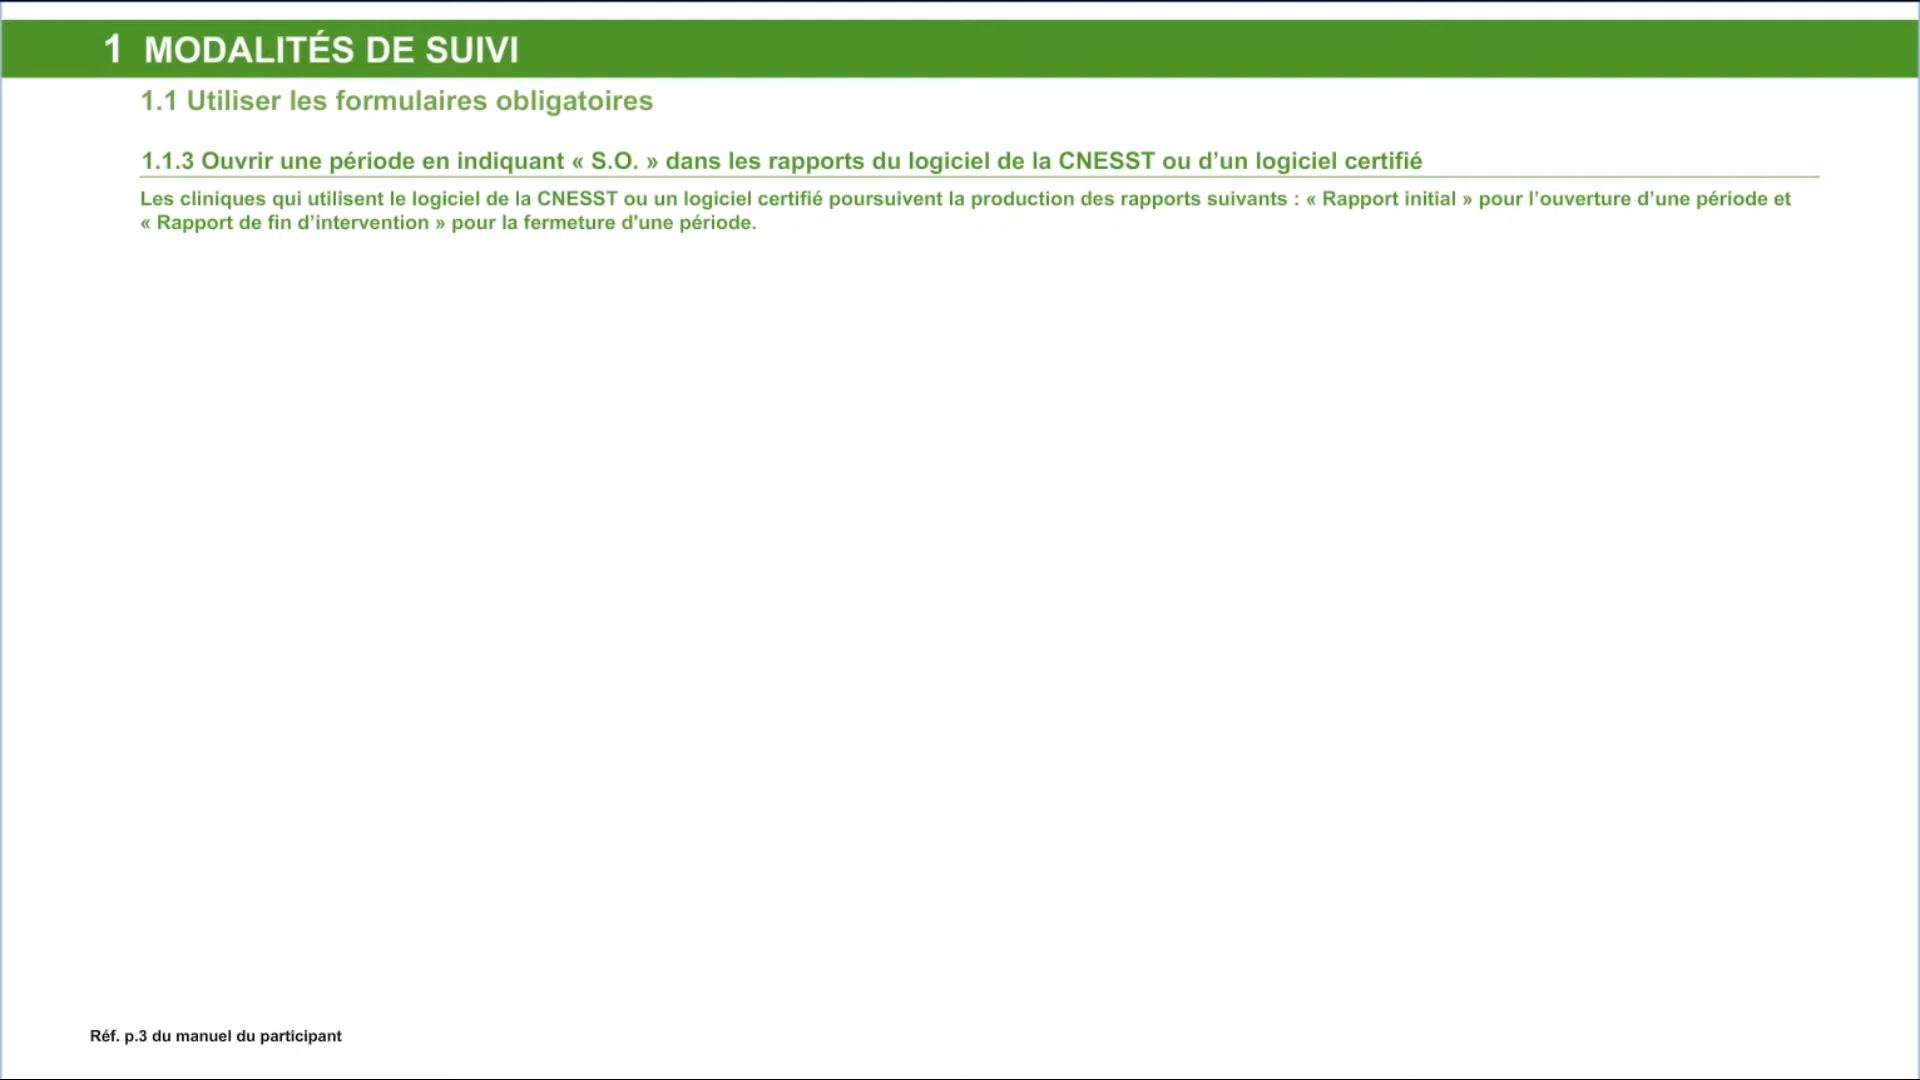 1 MODALITÉS DE SUIVI
1.1 Utiliser les formulaires obligatoires
1.1.3 Ouvrir une période en indiquant « S.O. » dans les rapports du logiciel de la CNESST ou d’un logiciel certifié
Les cliniques qui utilisent le logiciel de la CNESST ou un logiciel certifié poursuivent la production des rapports suivants : « Rapport initial » pour l’ouverture d’une période et
« Rapport de fin d’intervention » pour la fermeture d'une période.
Réf. p.3 du manuel du participant